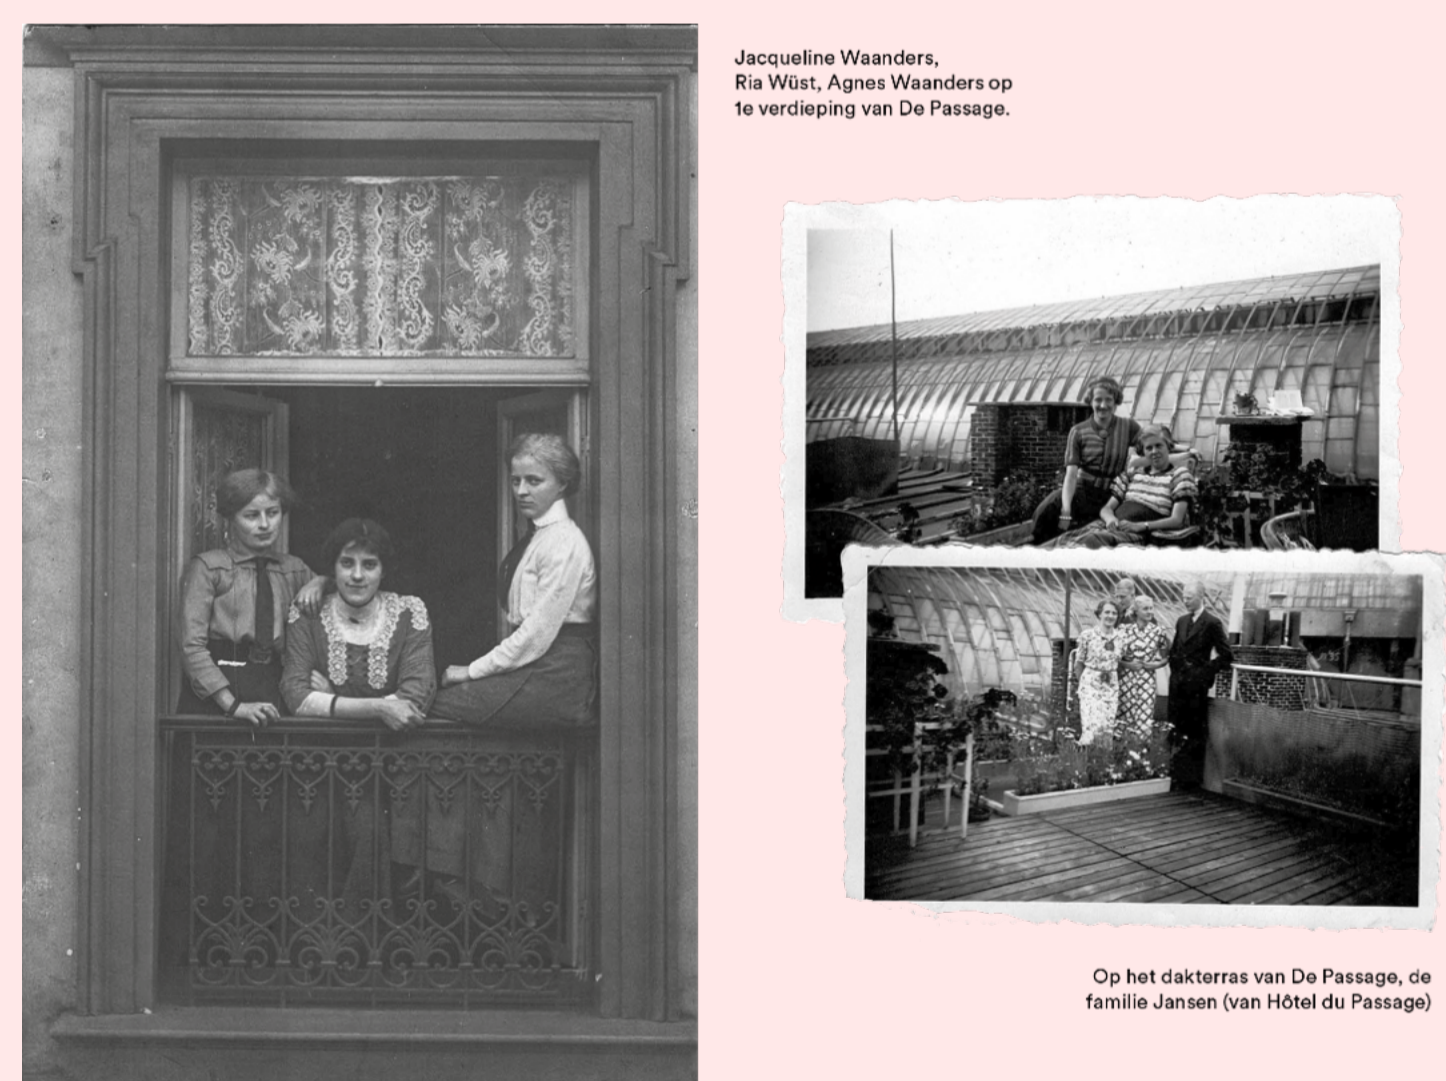 Jacqueline Waanders,
Ria Wüst, Agnes Waanders op
1e verdieping van De Passage.
Op het dakterras van De Passage, de
familie Jansen (van Hôtel du Passage)